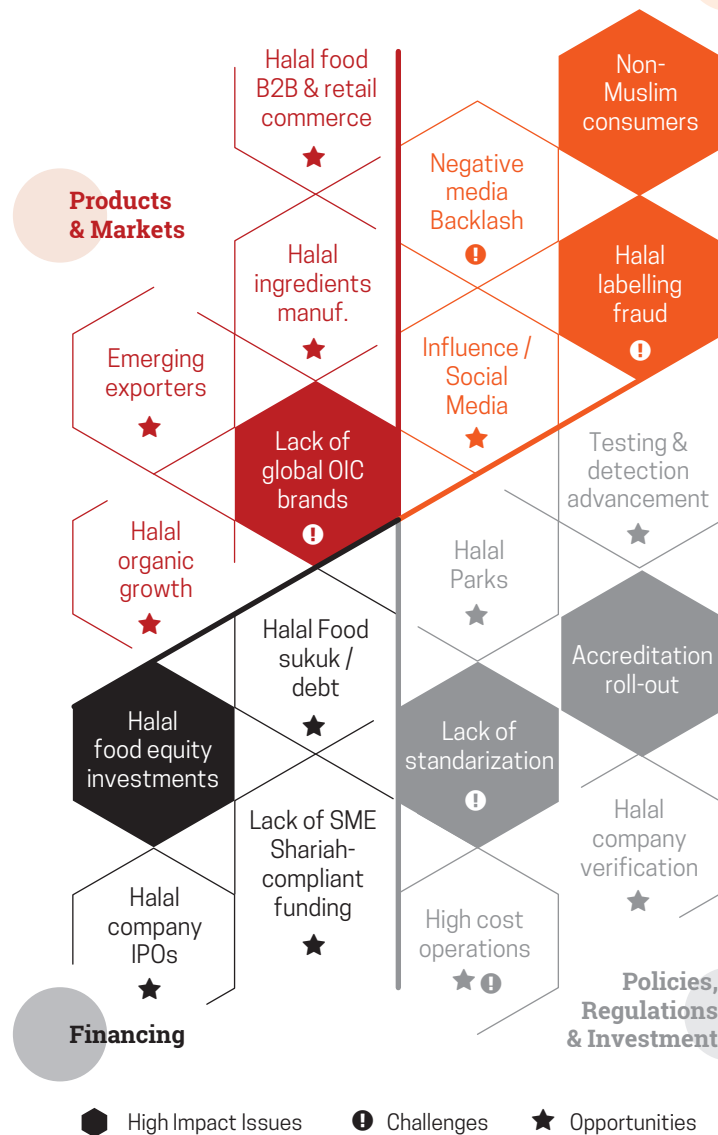 Halal food
B2B & retail
commerce
Non-
Muslim
consumers
Negative
media
Backlash
Products
& Markets
Halal
ingredients
manuf.
Halal
labelling
fraud
Emerging
exporters
Influence /
Social
Media
Lack of
global OIC
brands
Testing &
detection
advancement
Halal
organic
growth
Halal
Parks
Halal Food
sukuk /
debt
Accreditation
roll-out
Halal
food equity
investments
Lack of
standarization
Lack of SME
Shariah-
compliant
funding
Halal
company
verification
Halal
company
IPOs
High cost
operations
Financing
Policies,
Regulations
& Investment
High Impact Issues
Challenges
Opportunities